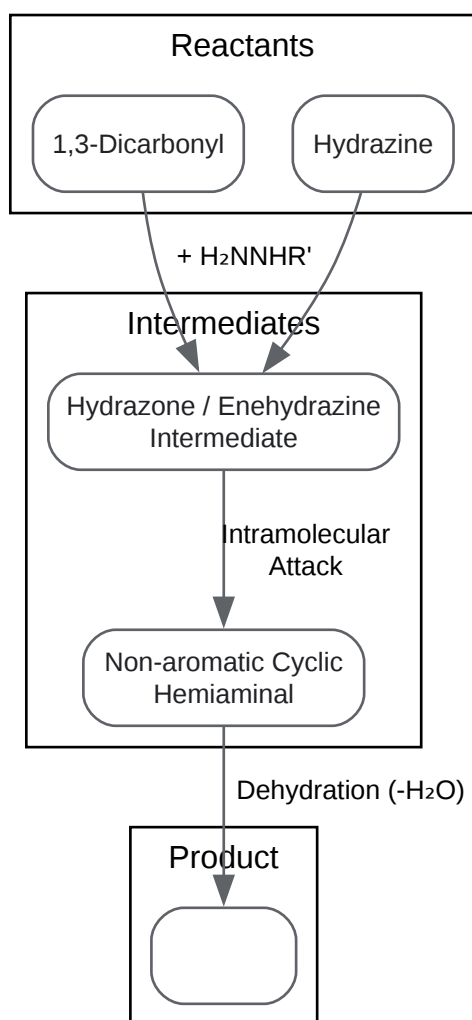 Reactants
1,3-Dicarbonyl
Hydrazine
+ H₂NNHR'
Intermediates
Hydrazone / Enehydrazine
Intermediate
Intramolecular
Attack
Non-aromatic Cyclic
Hemiaminal
Dehydration (-H₂O)
Product